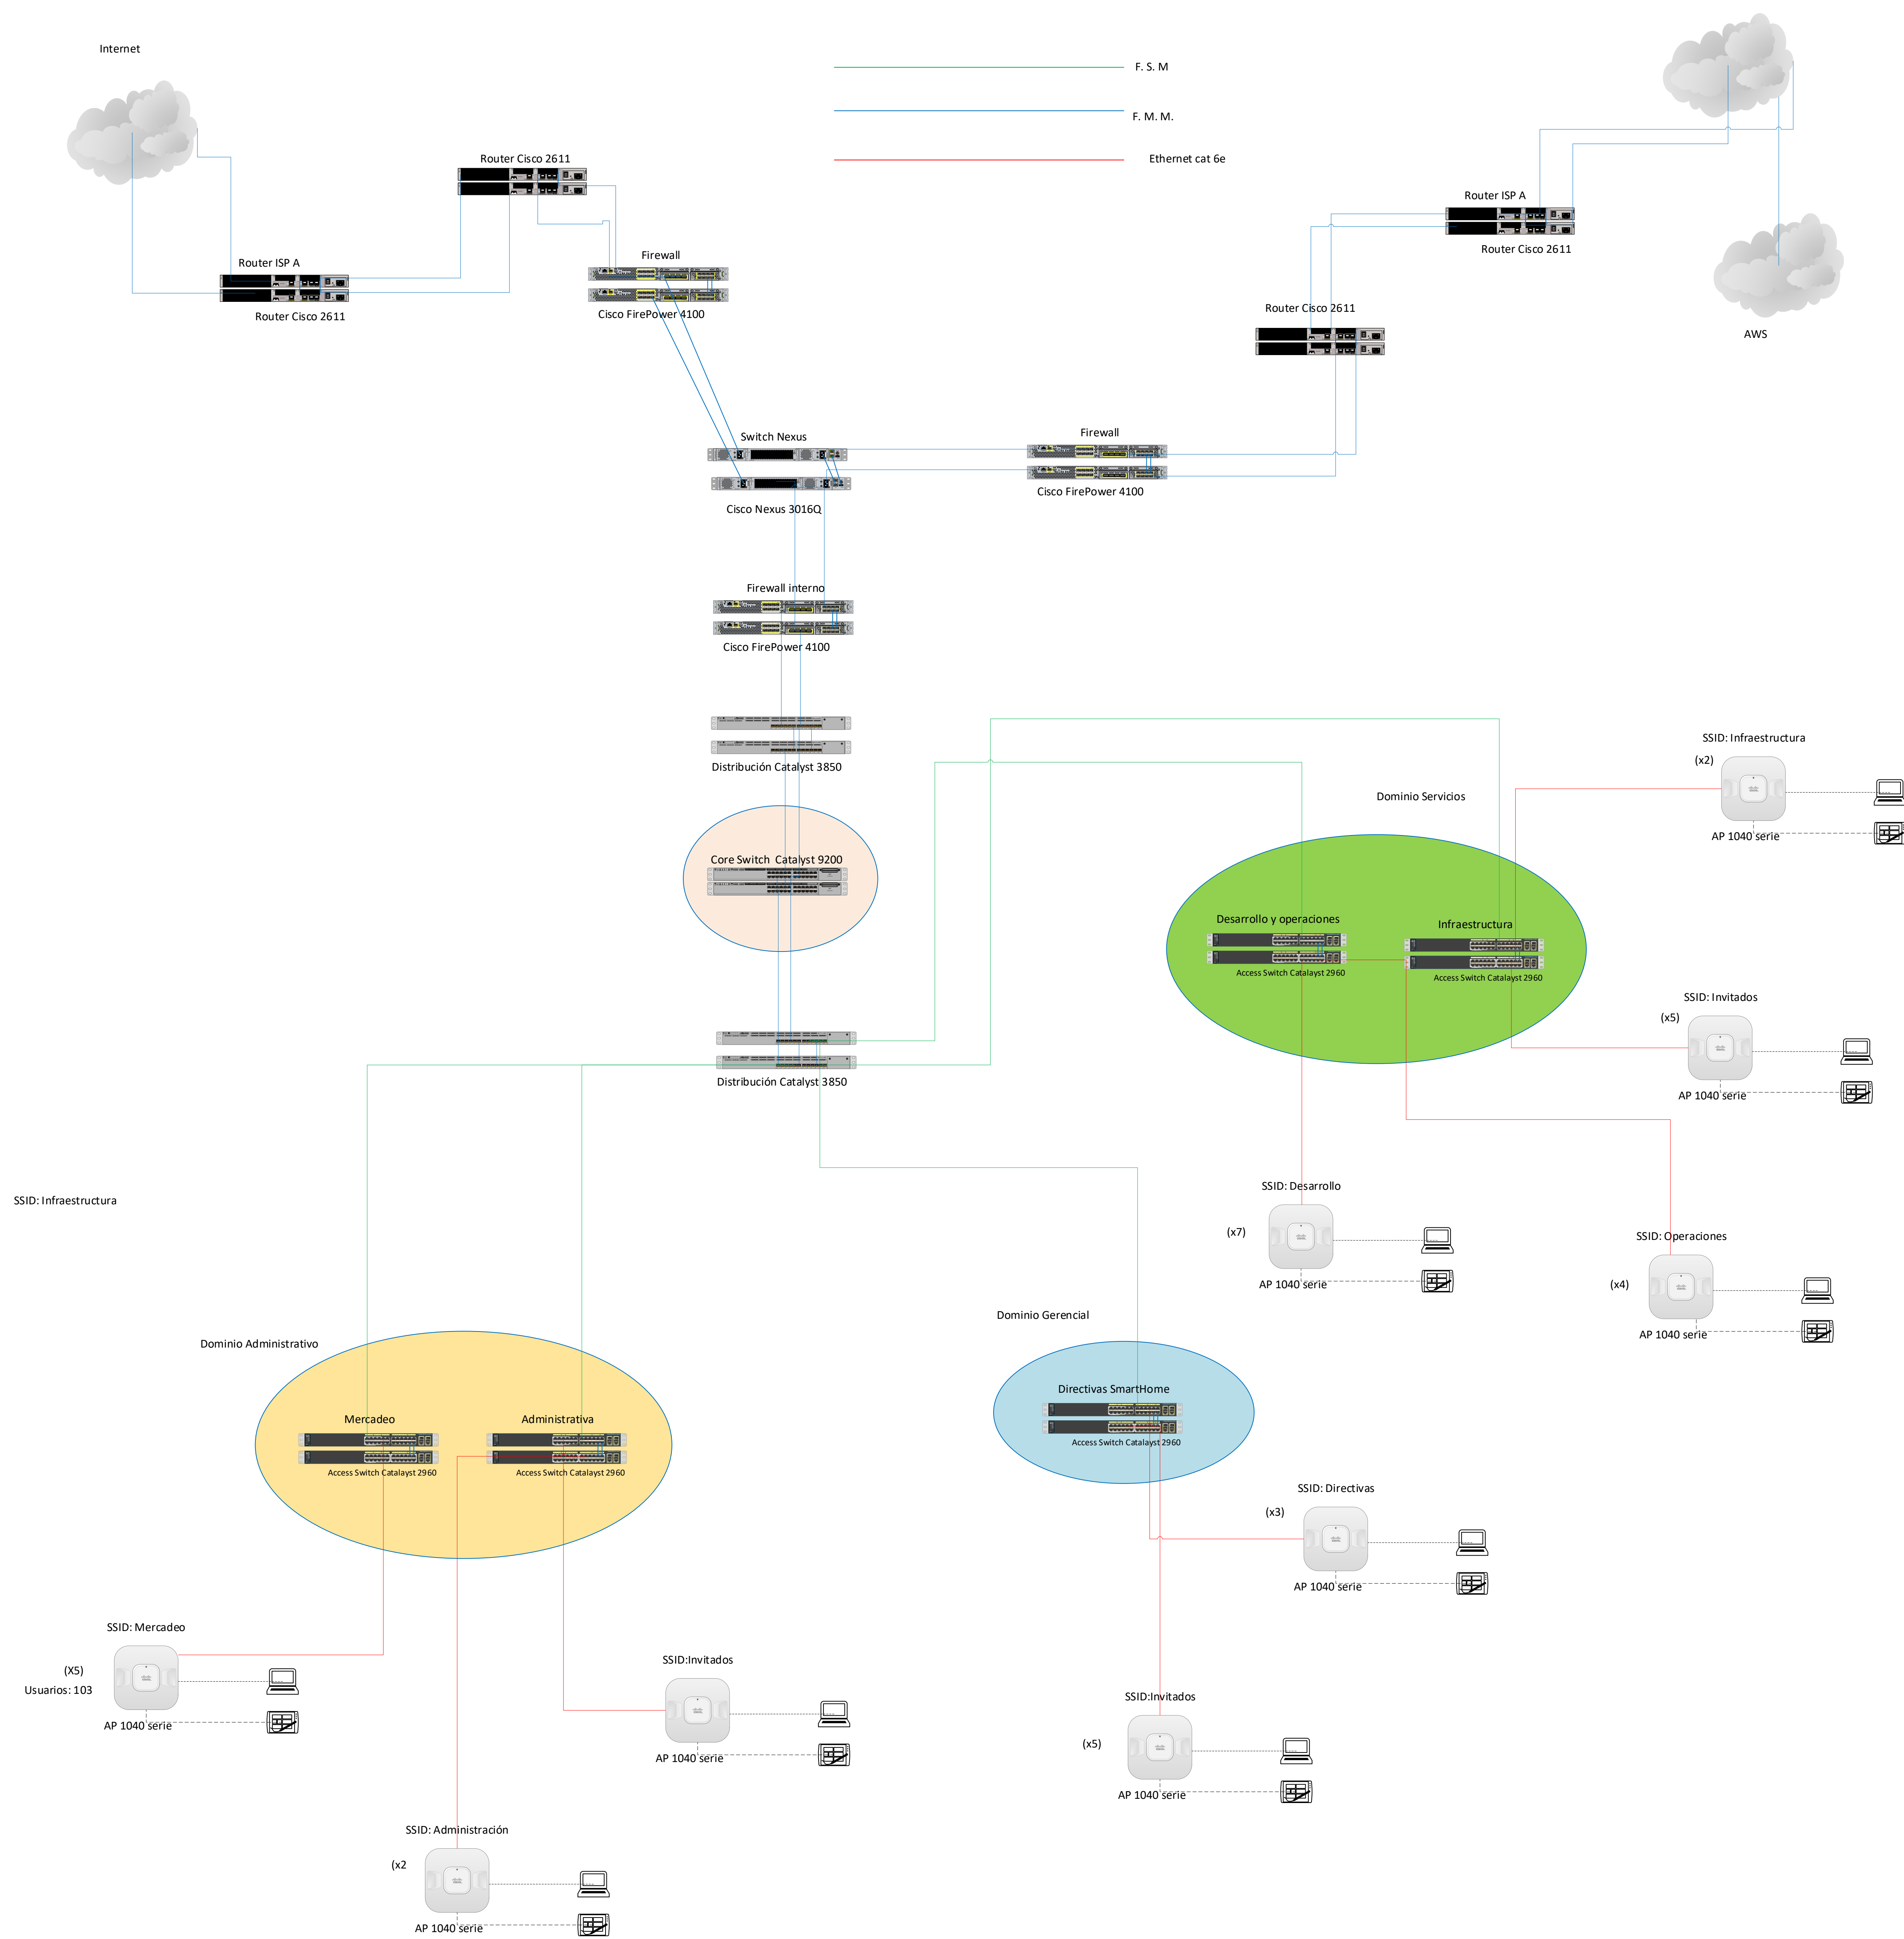 Internet
F. S. M
F. M. M.
Ethernet cat 6e
Router Cisco 2611
Router ISP A
Router Cisco 2611
Router ISP A
Router Cisco 2611
Firewall
Cisco FirePower 4100
Router Cisco 2611
AWS
Switch Nexus
Cisco Nexus 3016Q
Firewall
Cisco FirePower 4100
Firewall interno
Cisco FirePower 4100
Distribución Catalyst 3850
Core Switch Catalyst 9200
Distribución Catalyst 3850
Dominio Servicios
Desarrollo y operaciones
Access Switch Catalayst 2960
Infraestructura
Access Switch Catalayst 2960
SSID: Infraestructura
(x2)
AP 1040 serie
SSID: Invitados
(x5)
AP 1040 serie
SSID: Desarrollo
(x7)
AP 1040 serie
SSID: Operaciones
(x4)
AP 1040 serie
SSID: Infraestructura
Dominio Administrativo
Mercadeo
Access Switch Catalayst 2960
Administrativa
Access Switch Catalayst 2960
Dominio Gerencial
Directivas SmartHome
Access Switch Catalayst 2960
SSID: Directivas
(x3)
AP 1040 serie
SSID: Mercadeo
(X5)
Usuarios: 103
AP 1040 serie
SSID:Invitados
AP 1040 serie
SSID:Invitados
(x5)
AP 1040 serie
SSID: Administración
(x2
AP 1040 serie